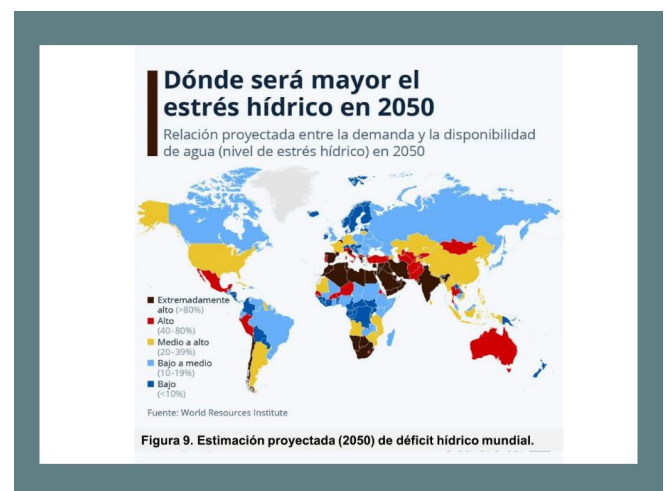 Dónde será mayor el
estrés hídrico en 2050
Relación proyectada entre la demanda y la disponibilidad
de agua (nivel de estrés hídrico) en 2050
Extremadamente
alto (>80%)
Alto
(40-80%)
Medio a alto
(20-39%)
Bajo a medio
(10-19%)
Bajo
(<10%)
Fuente: World Resources Institute
Figura 9. Estimación proyectada (2050) de déficit hídrico mundial.